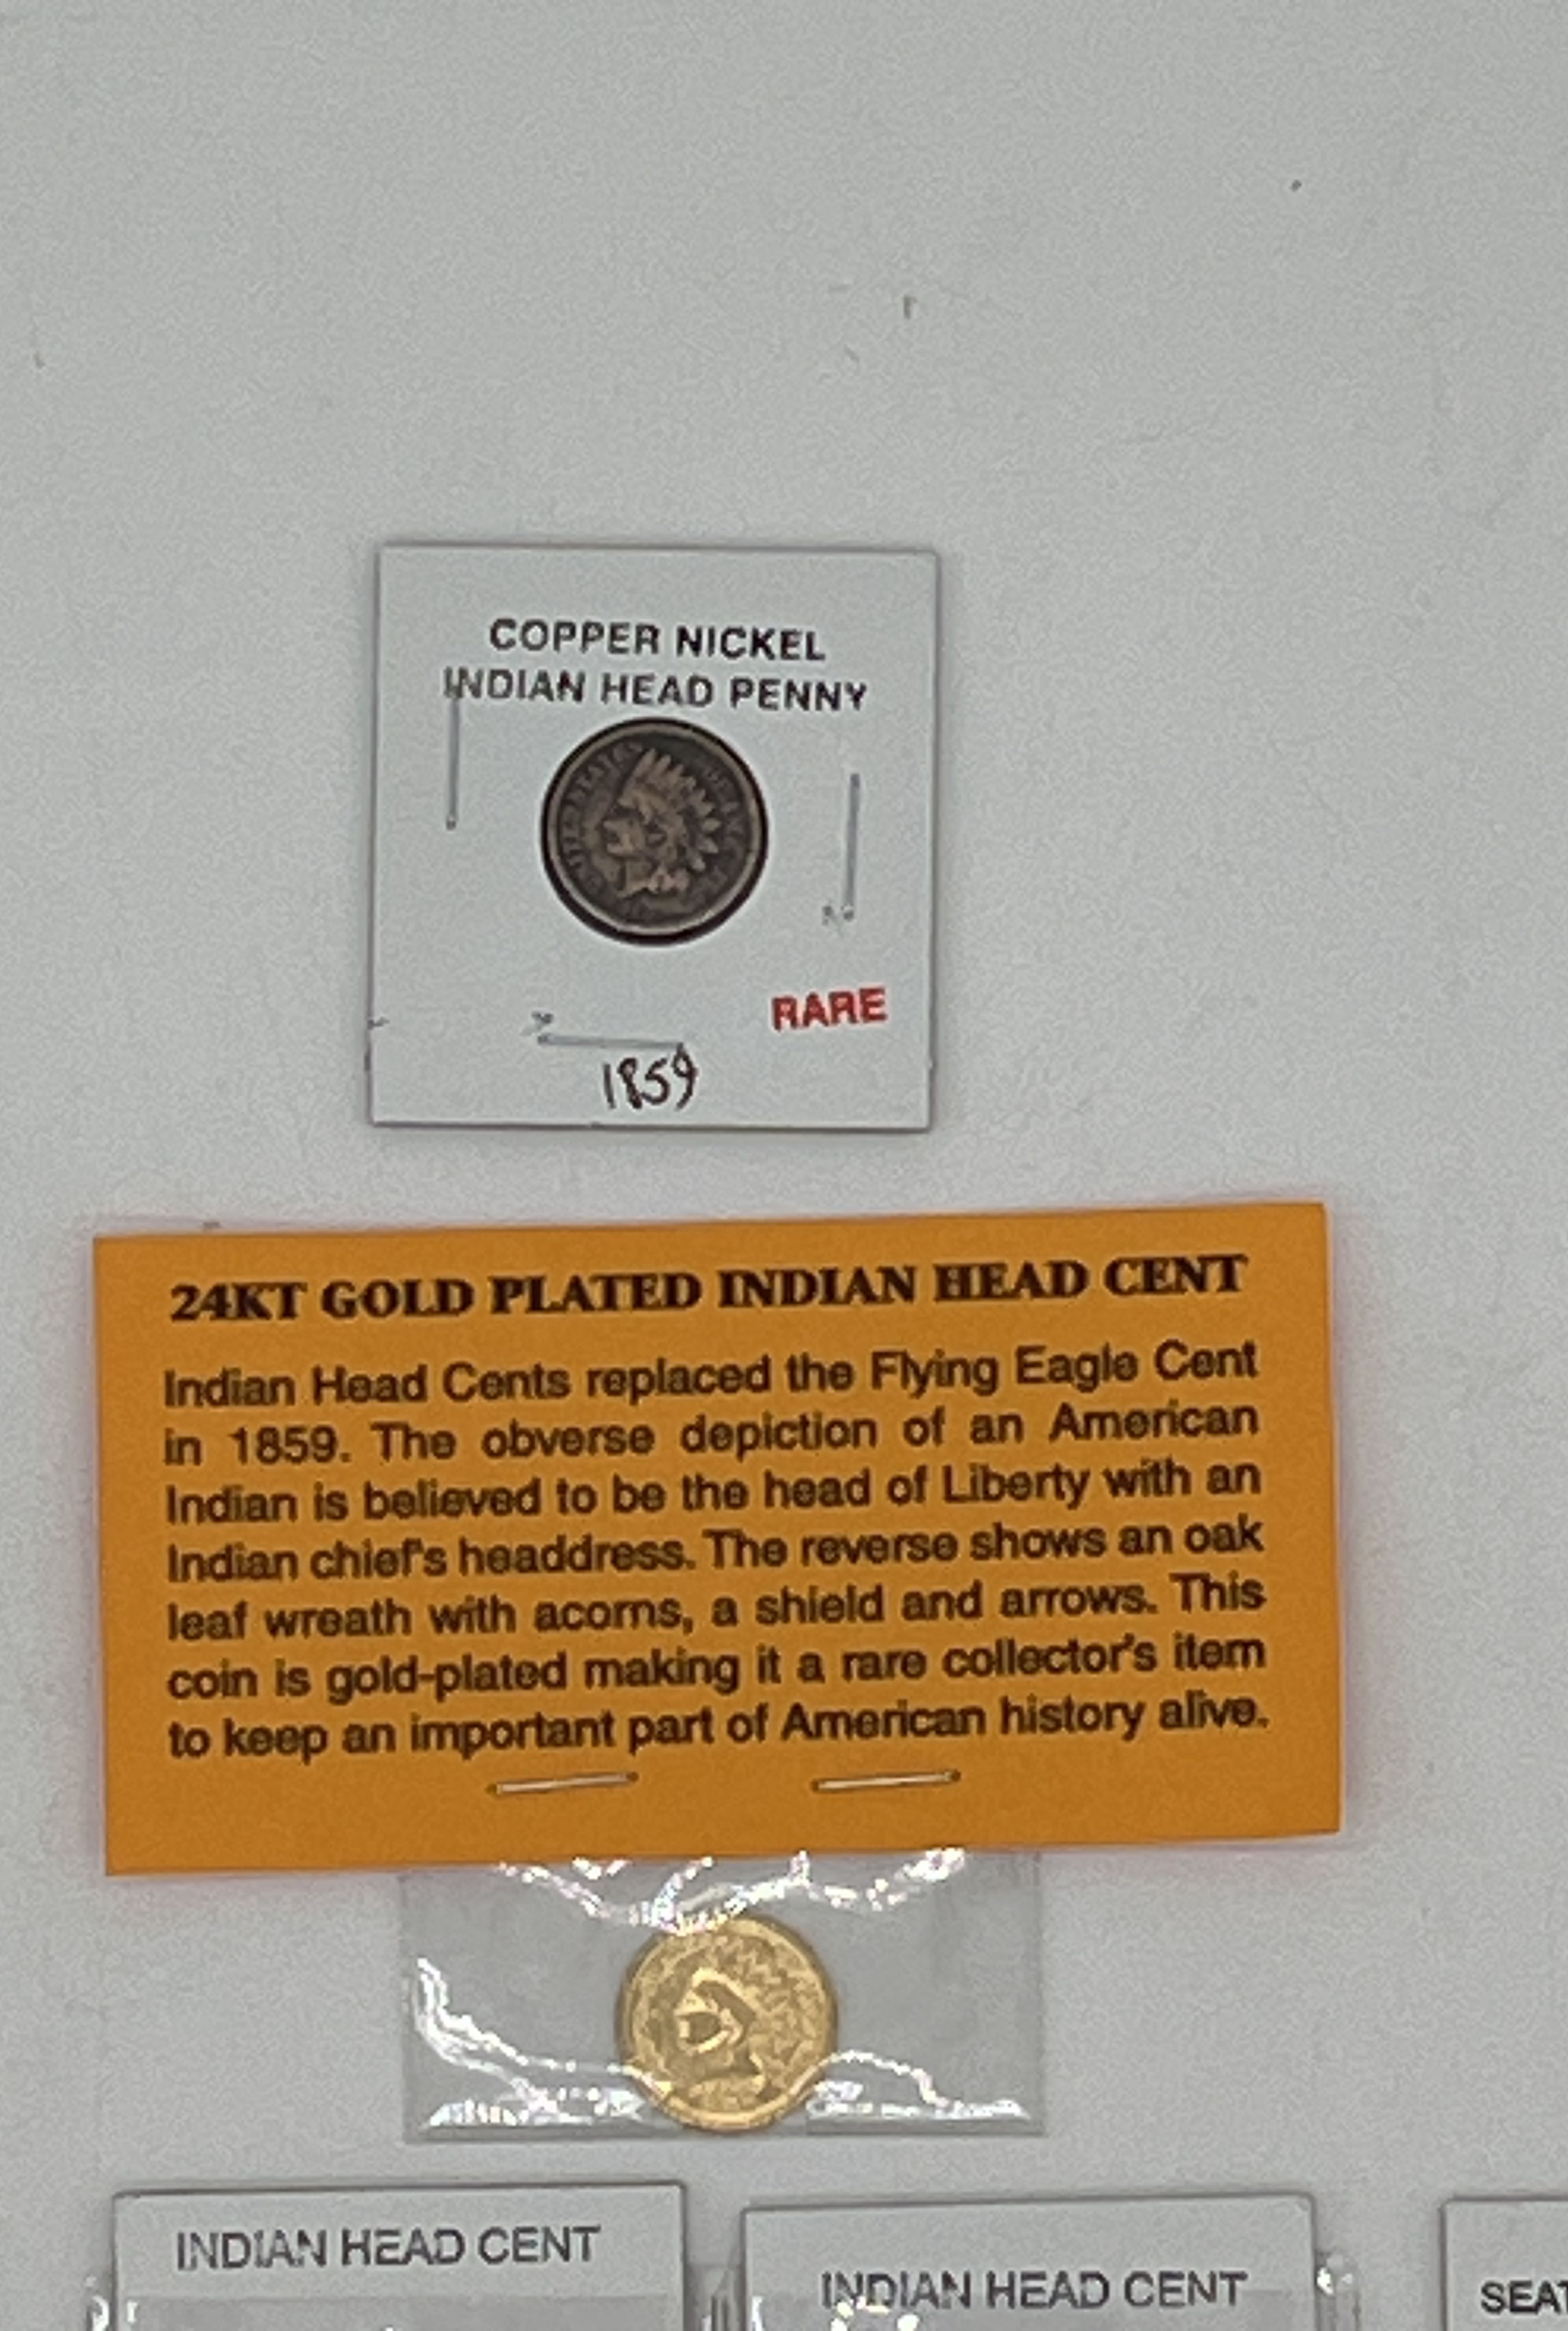 COPPER NICKEL
INDIAN HEAD PENNY
RARE
1859
24KT GOLD PLATED INDIAN HEAD CENT
Indian Head Cents replaced the Flying Eagle Cent
in 1859. The obverse depiction of an American
Indian is believed to be the head of Liberty with an
Indian chief's headdress. The reverse shows an oak
leaf wreath with acorns, a shield and arrows. This
coin is gold-plated making it a rare collector's item
to keep an important part of American history alive.
INDIAN HEAD CENT
INDIAN HEAD CENT